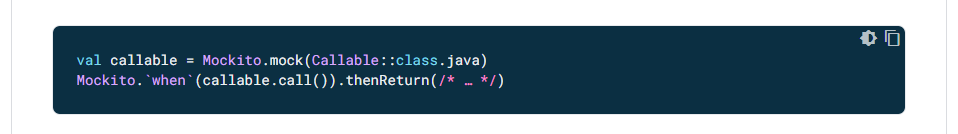 val callable = Mockito.mock(Callable::class.java)
Mockito.`when`(callable.call()).thenReturn(/* … */)